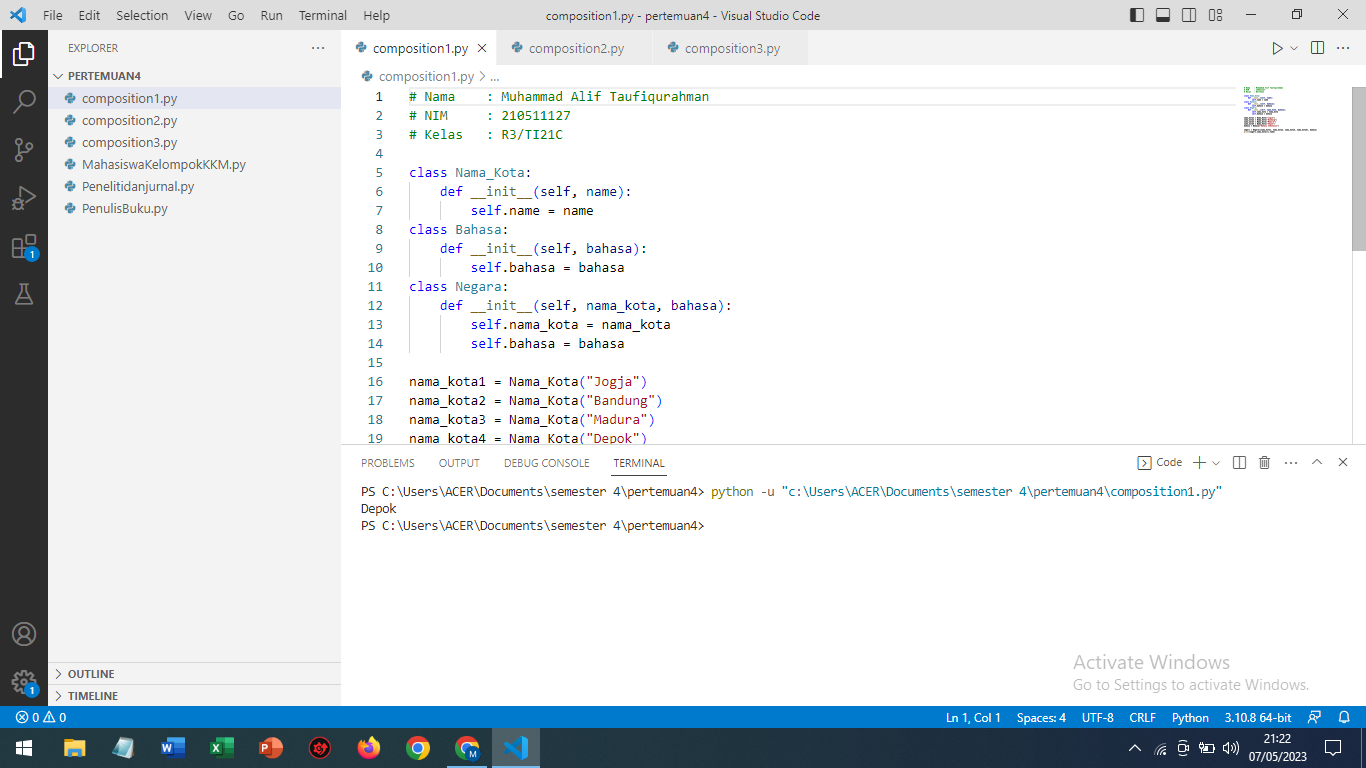 File Edit Selection View Go Run Terminal Help
composition1.py - pertemuan4 - Visual Studio Code
EXPLORER
PERTEMUAN4
composition1.py
composition2.py
composition3.py
MahasiswaKelompokKKM.py
Penelitidanjurnal.py
PenulisBuku.py
OUTLINE
TIMELINE
1
1
composition1.py composition2.py composition3.py
composition1.py > ...
1 # Nama    : Muhammad Alif Taufiqurahman
2 # NIM     : 210511127
3 # Kelas   : R3/TI21C
4
5 class Nama_Kota:
6     def __init__(self, name):
7         self.name = name
8 class Bahasa:
9     def __init__(self, bahasa):
10         self.bahasa = bahasa
11 class Negara:
12     def __init__(self, nama_kota, bahasa):
13         self.nama_kota = nama_kota
14         self.bahasa = bahasa
15
16 nama_kota1 = Nama_Kota("Jogja")
17 nama_kota2 = Nama_Kota("Bandung")
18 nama_kota3 = Nama_Kota("Madura")
19 nama_kota4 = Nama_Kota("Depok")
PROBLEMS OUTPUT DEBUG CONSOLE TERMINAL
Code
PS C:\Users\ACER\Documents\semester 4\pertemuan4> python -u "c:\Users\ACER\Documents\semester 4\pertemuan4\composition1.py"
Depok
PS C:\Users\ACER\Documents\semester 4\pertemuan4>
Activate Windows
Go to Settings to activate Windows.
0 0
Ln 1, Col 1 Spaces: 4 UTF-8 CRLF Python 3.10.8 64-bit
21:22
07/05/2023